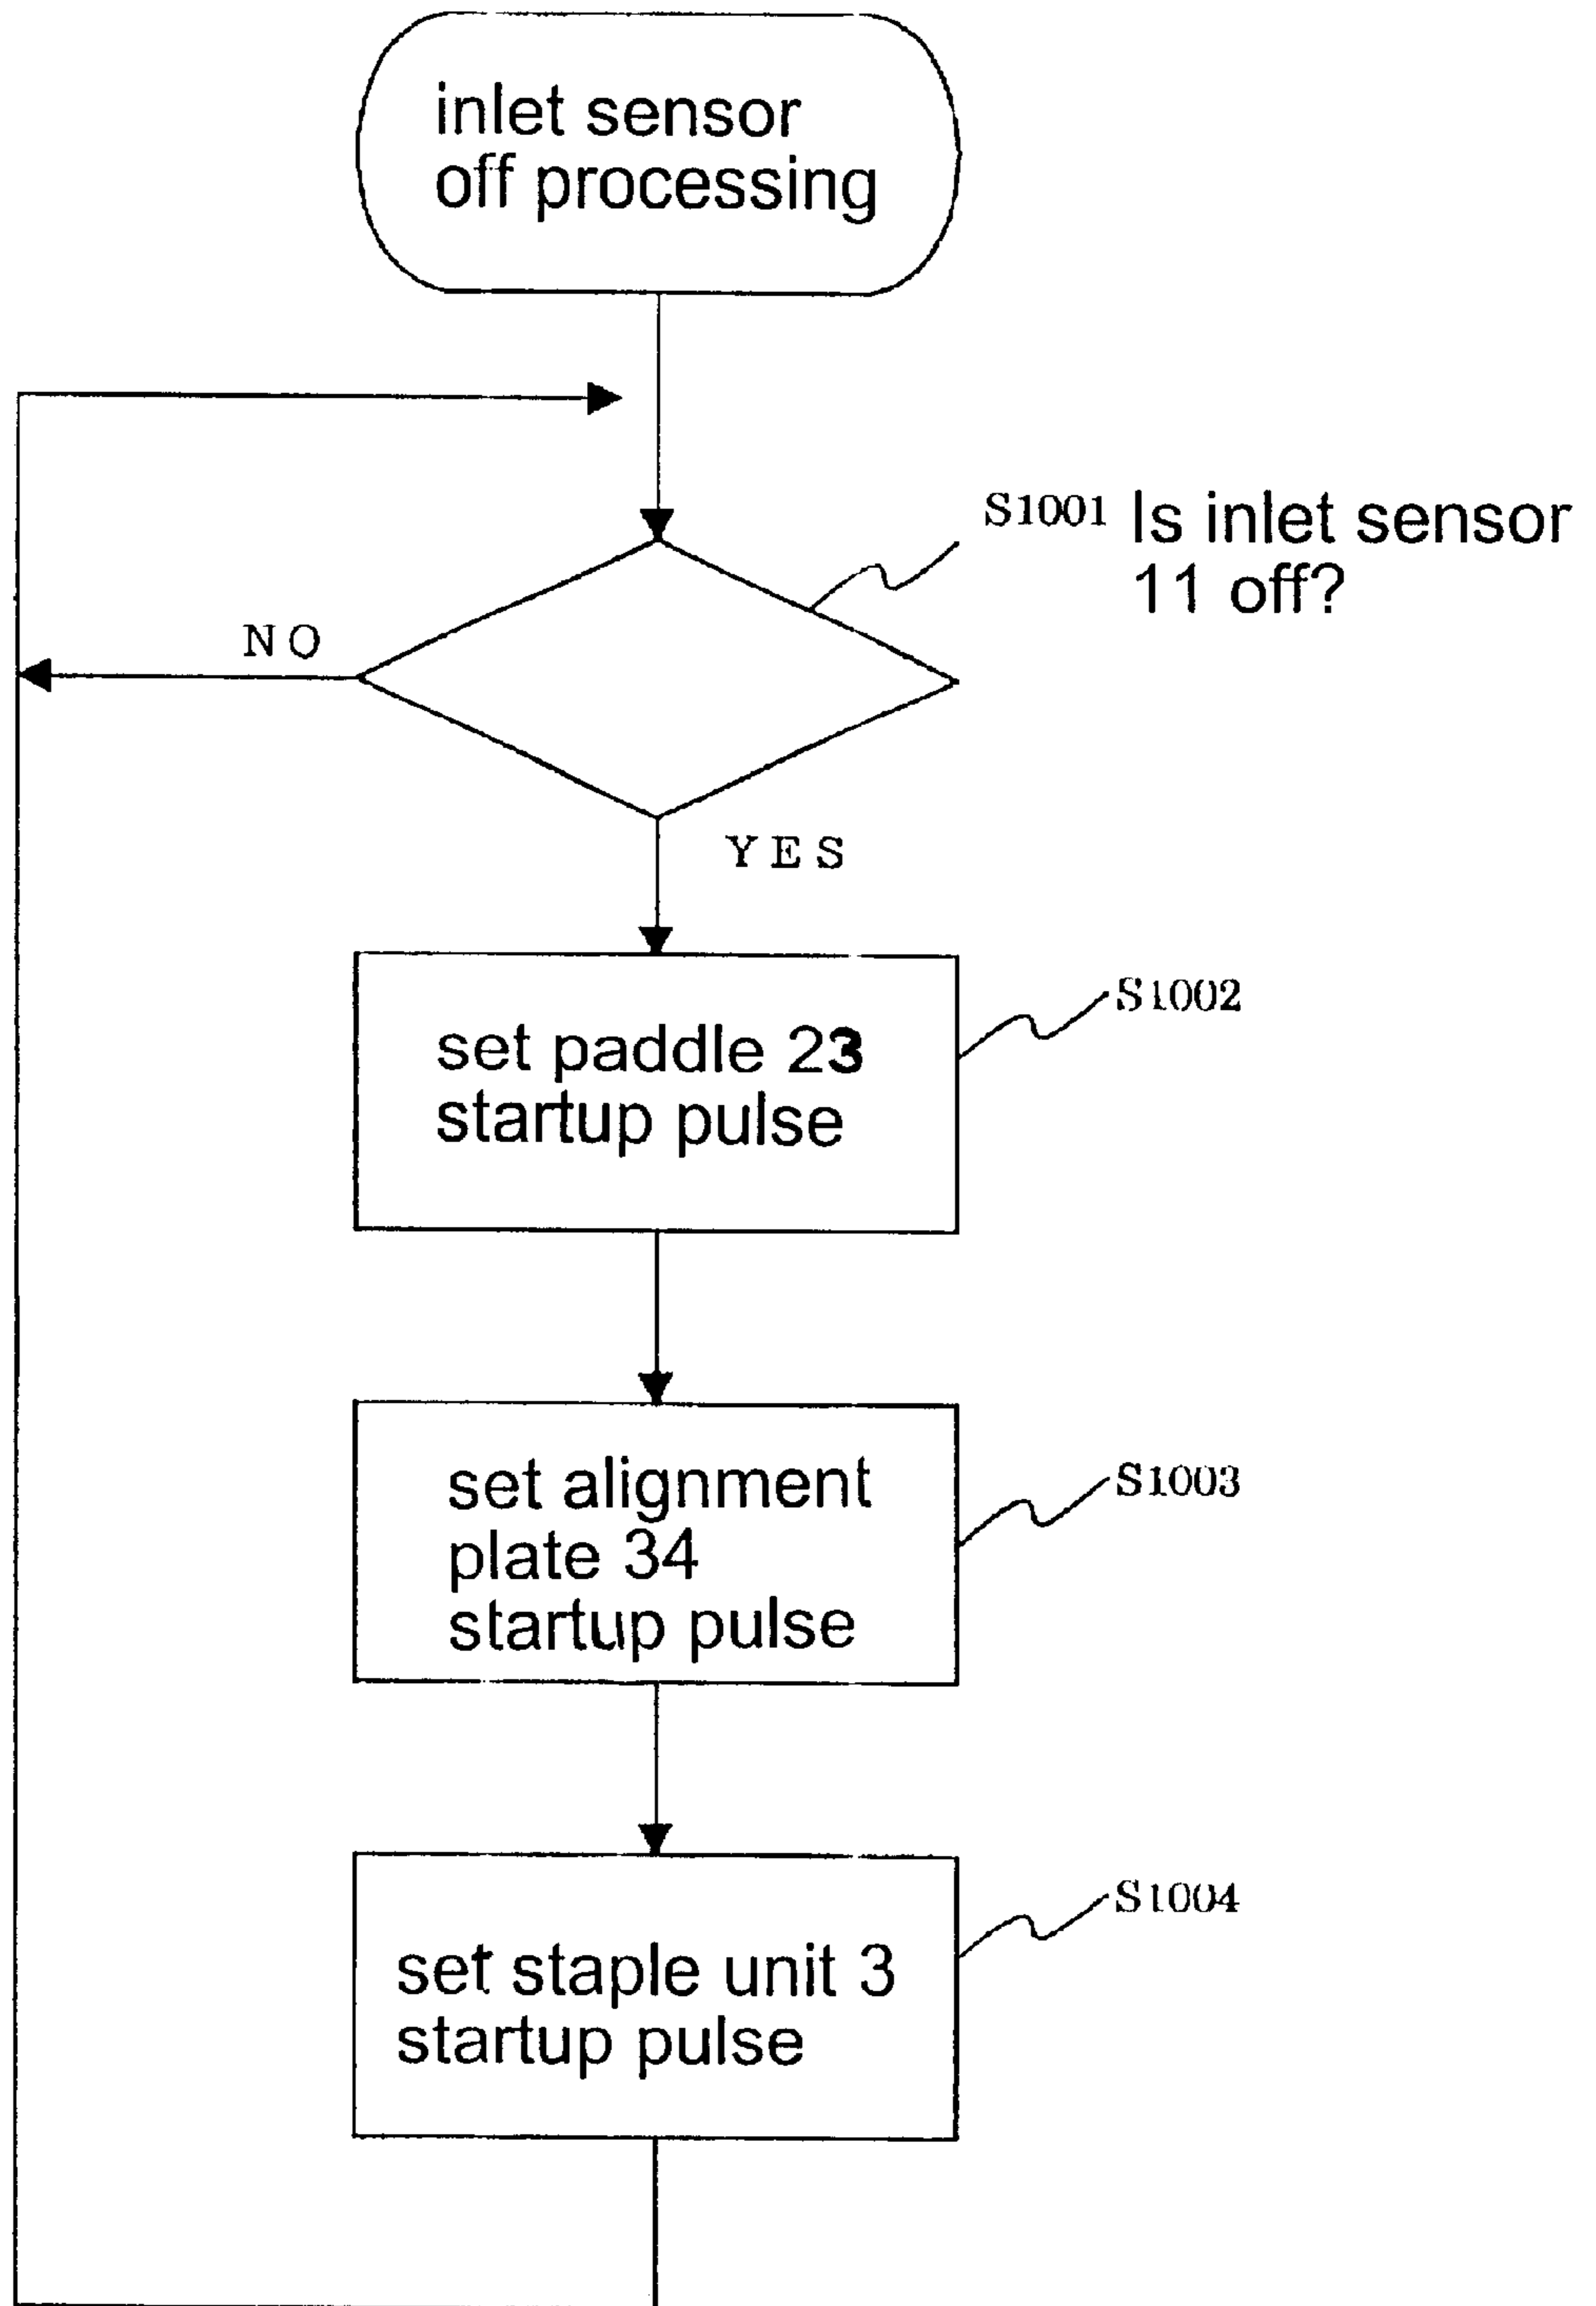 inlet sensor
off processing
S1001 Is inlet sensor
11 off?
NO
YES
set paddle 23
startup pulse
S1002
set alignment
plate 34
startup pulse
S1003
set staple unit 3
startup pulse
S1004